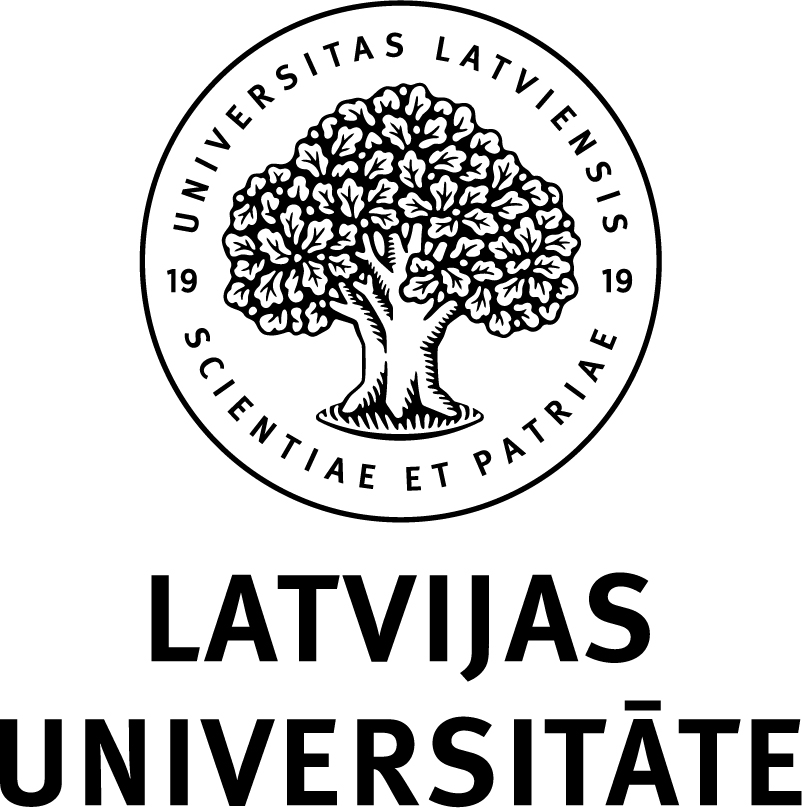 UNIVERSITAS LATVIENSIS
19 19
SCIENTIAE ET PATRIAE
LATVIJAS
UNIVERSITĀTE